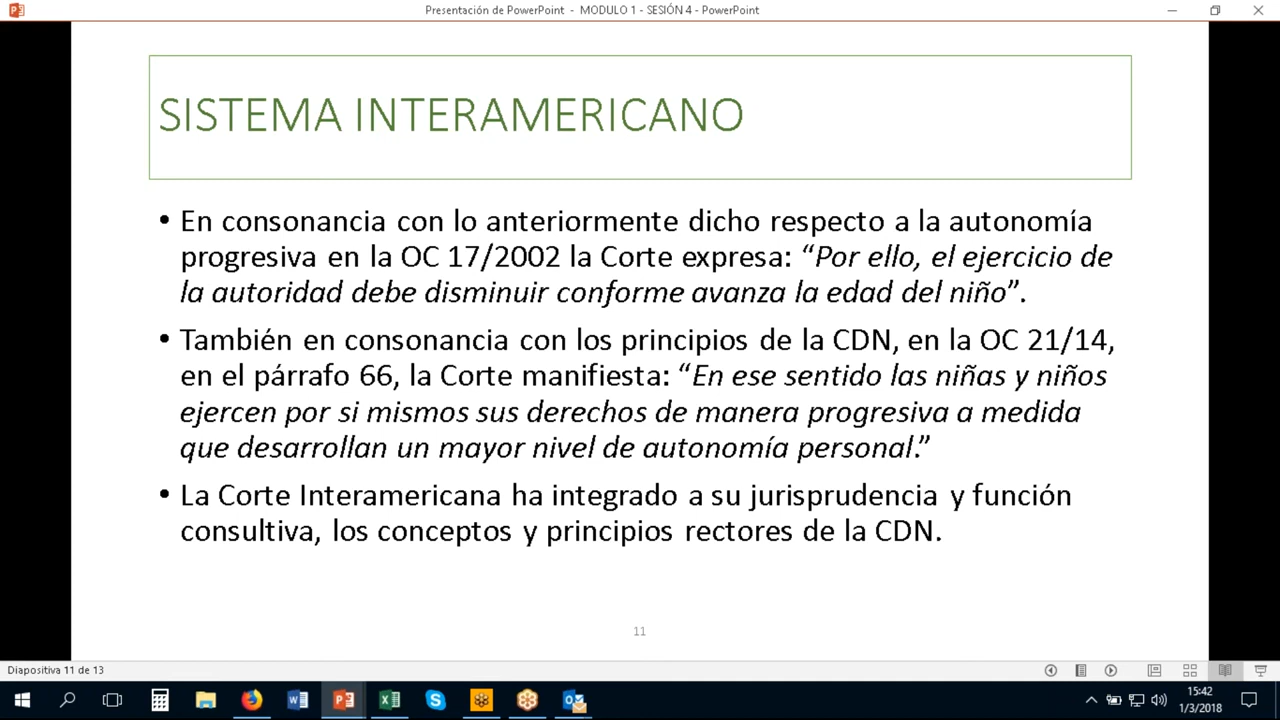 Presentación de PowerPoint - MODULO 1 - SESIÓN 4 - PowerPoint
SISTEMA INTERAMERICANO
• En consonancia con lo anteriormente dicho respecto a la autonomía
progresiva en la OC 17/2002 la Corte expresa: “Por ello, el ejercicio de
la autoridad debe disminuir conforme avanza la edad del niño”.
• También en consonancia con los principios de la CDN, en la OC 21/14,
en el párrafo 66, la Corte manifiesta: “En ese sentido las niñas y niños
ejercen por si mismos sus derechos de manera progresiva a medida
que desarrollan un mayor nivel de autonomía personal.”
• La Corte Interamericana ha integrado a su jurisprudencia y función
consultiva, los conceptos y principios rectores de la CDN.
11
Diapositiva 11 de 13
15:42
1/3/2018